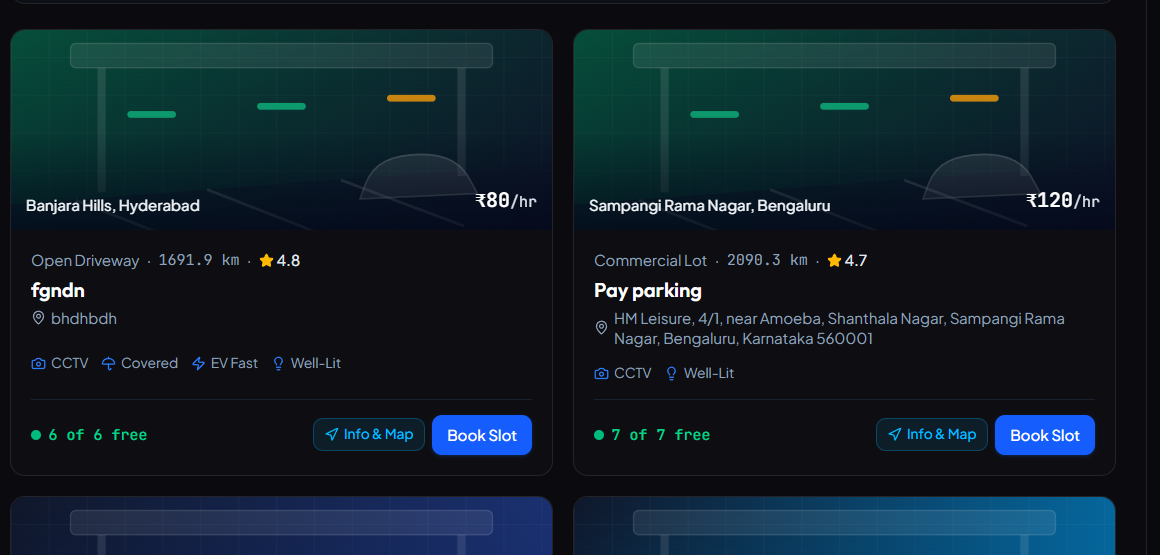 Banjara Hills, Hyderabad
₹80/hr
Open Driveway · 1691.9 km · 4.8
fgndn
bhdhbdh
CCTV Covered EV Fast Well-Lit
6 of 6 free
Info & Map
Book Slot
Sampangi Rama Nagar, Bengaluru
₹120/hr
Commercial Lot · 2090.3 km · 4.7
Pay parking
HM Leisure, 4/1, near Amoeba, Shanthala Nagar, Sampangi Rama
Nagar, Bengaluru, Karnataka 560001
CCTV Well-Lit
7 of 7 free
Info & Map
Book Slot